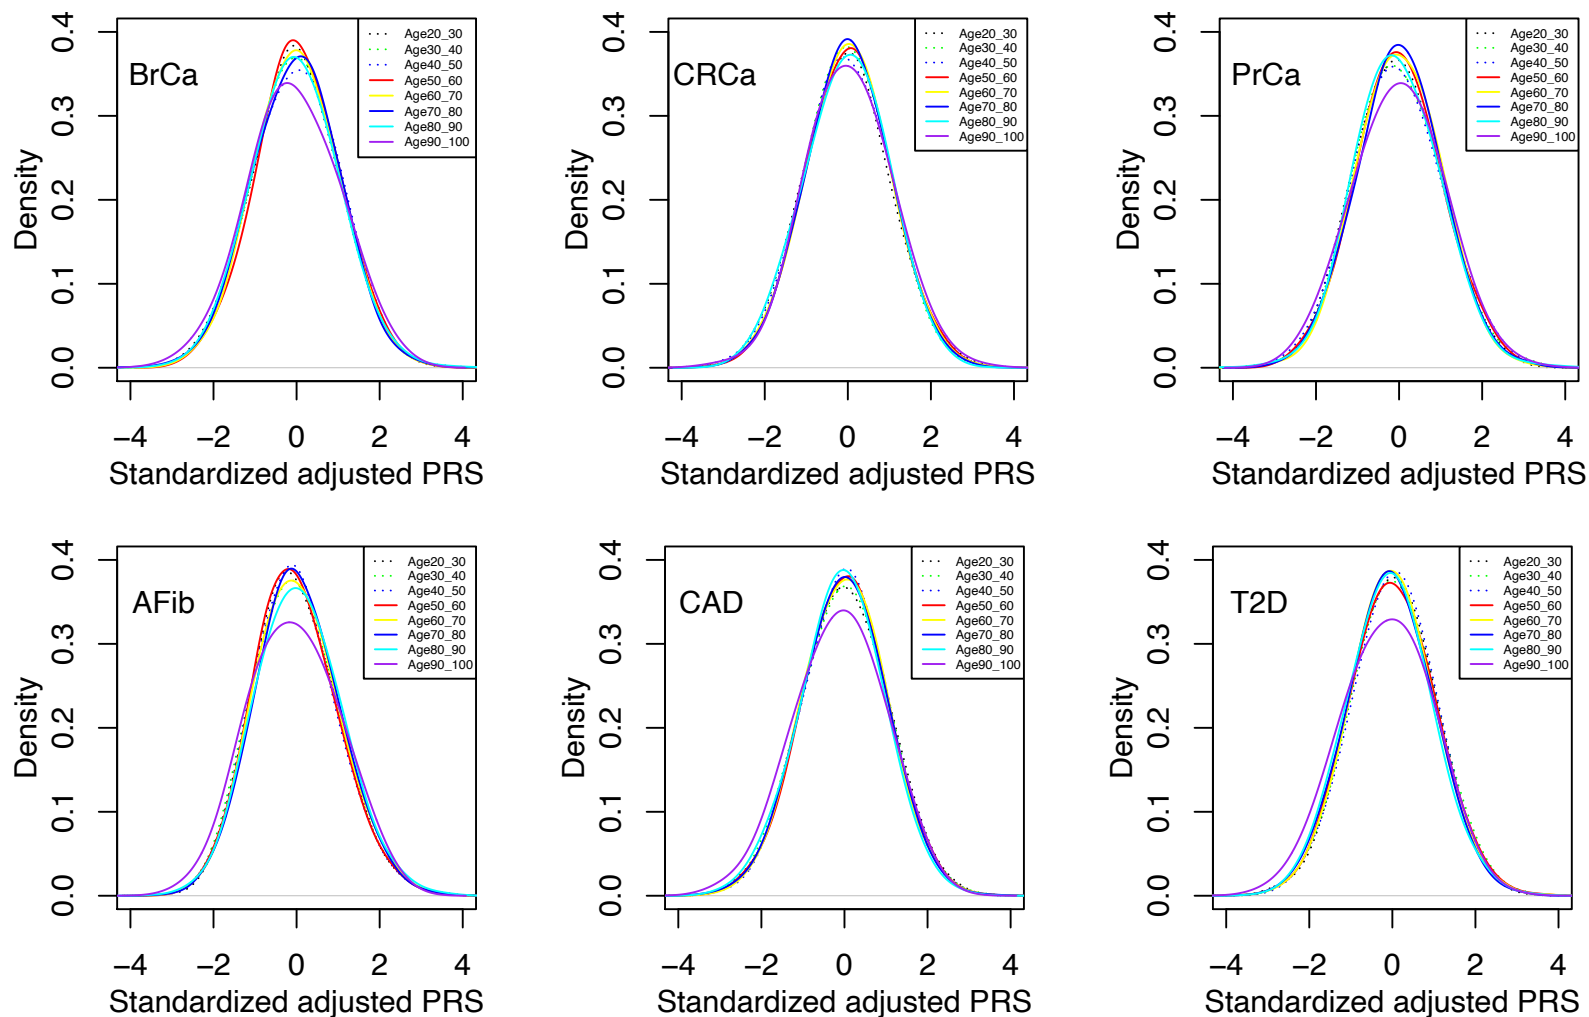 BrCa
Density
0.0 0.1 0.2 0.3 0.4
−4 −2 0 2 4
Standardized adjusted PRS
Age20_30
Age30_40
Age40_50
Age50_60
Age60_70
Age70_80
Age80_90
Age90_100
CRCa
Density
0.0 0.1 0.2 0.3 0.4
−4 −2 0 2 4
Standardized adjusted PRS
Age20_30
Age30_40
Age40_50
Age50_60
Age60_70
Age70_80
Age80_90
Age90_100
PrCa
Density
0.0 0.1 0.2 0.3 0.4
−4 −2 0 2 4
Standardized adjusted PRS
Age20_30
Age30_40
Age40_50
Age50_60
Age60_70
Age70_80
Age80_90
Age90_100
AFib
Density
0.0 0.1 0.2 0.3 0.4
−4 −2 0 2 4
Standardized adjusted PRS
Age20_30
Age30_40
Age40_50
Age50_60
Age60_70
Age70_80
Age80_90
Age90_100
CAD
Density
0.0 0.1 0.2 0.3 0.4
−4 −2 0 2 4
Standardized adjusted PRS
Age20_30
Age30_40
Age40_50
Age50_60
Age60_70
Age70_80
Age80_90
Age90_100
T2D
Density
0.0 0.1 0.2 0.3 0.4
−4 −2 0 2 4
Standardized adjusted PRS
Age20_30
Age30_40
Age40_50
Age50_60
Age60_70
Age70_80
Age80_90
Age90_100